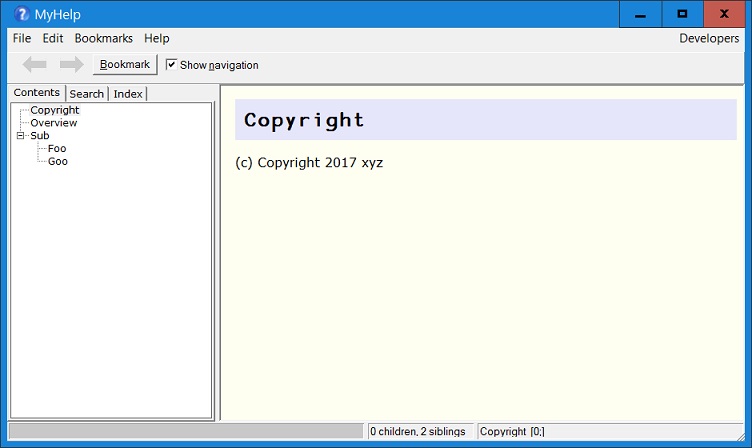 MyHelp
File Edit Bookmarks Help Developers
Bookmark Show navigation
Contents Search Index
Copyright
Overview
Sub
Foo
Goo
Copyright
(c) Copyright 2017 xyz
0 children, 2 siblings Copyright [0;]